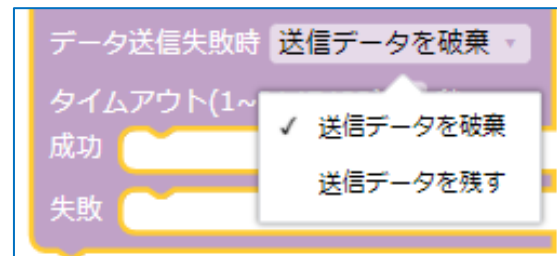 データ送信失敗時 送信データを破棄
タイムアウト(1~
✓ 送信データを破棄
成功
送信データを残す
失敗